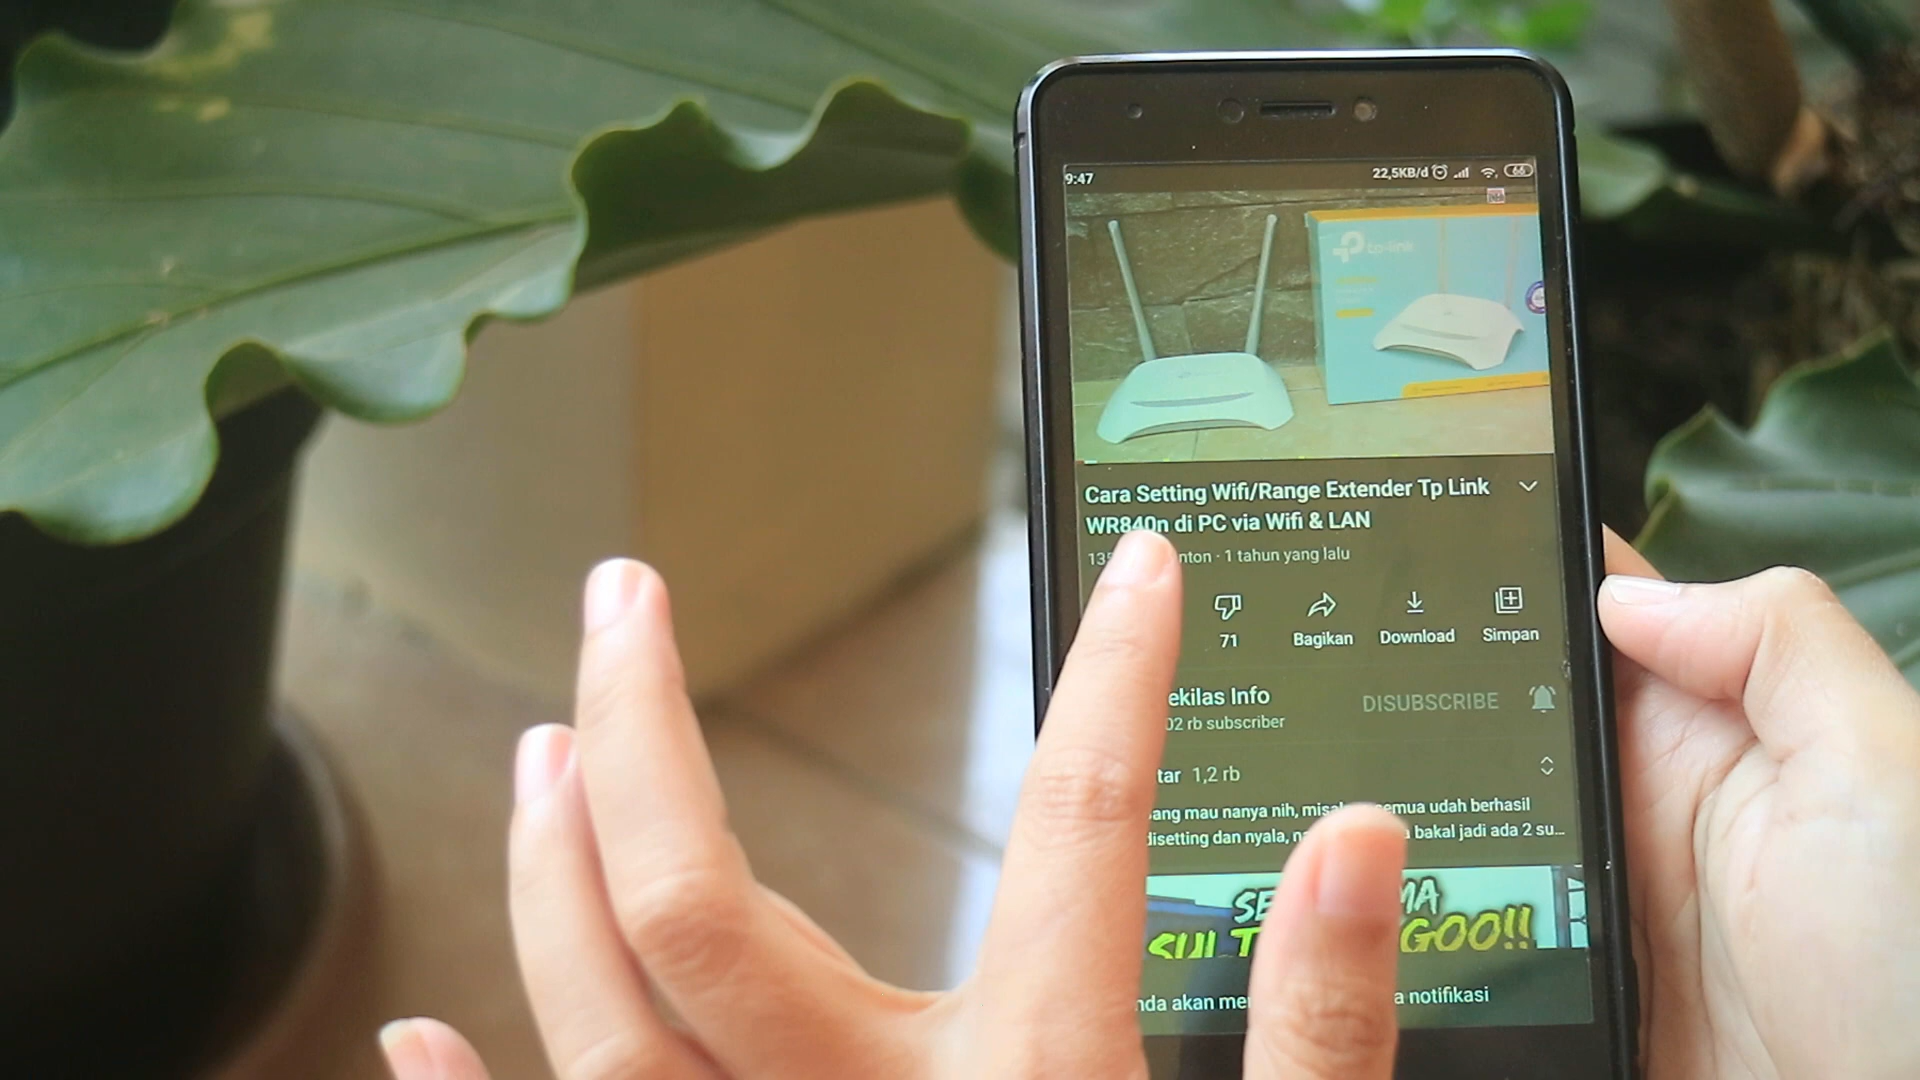 9:47 22,5KB/d 66
tp-link
Cara Setting Wifi/Range Extender Tp Link
WR840n di PC via Wifi & LAN
nton · 1 tahun yang lalu
71 Bagikan Download Simpan
ekilas Info DISUBSCRIBE
02 rb subscriber
tar 1,2 rb
ang mau nanya nih, semua udah berhasil
disetting dan nyala, bakal jadi ada 2 su...
GOO!!
nda akan notifikasi